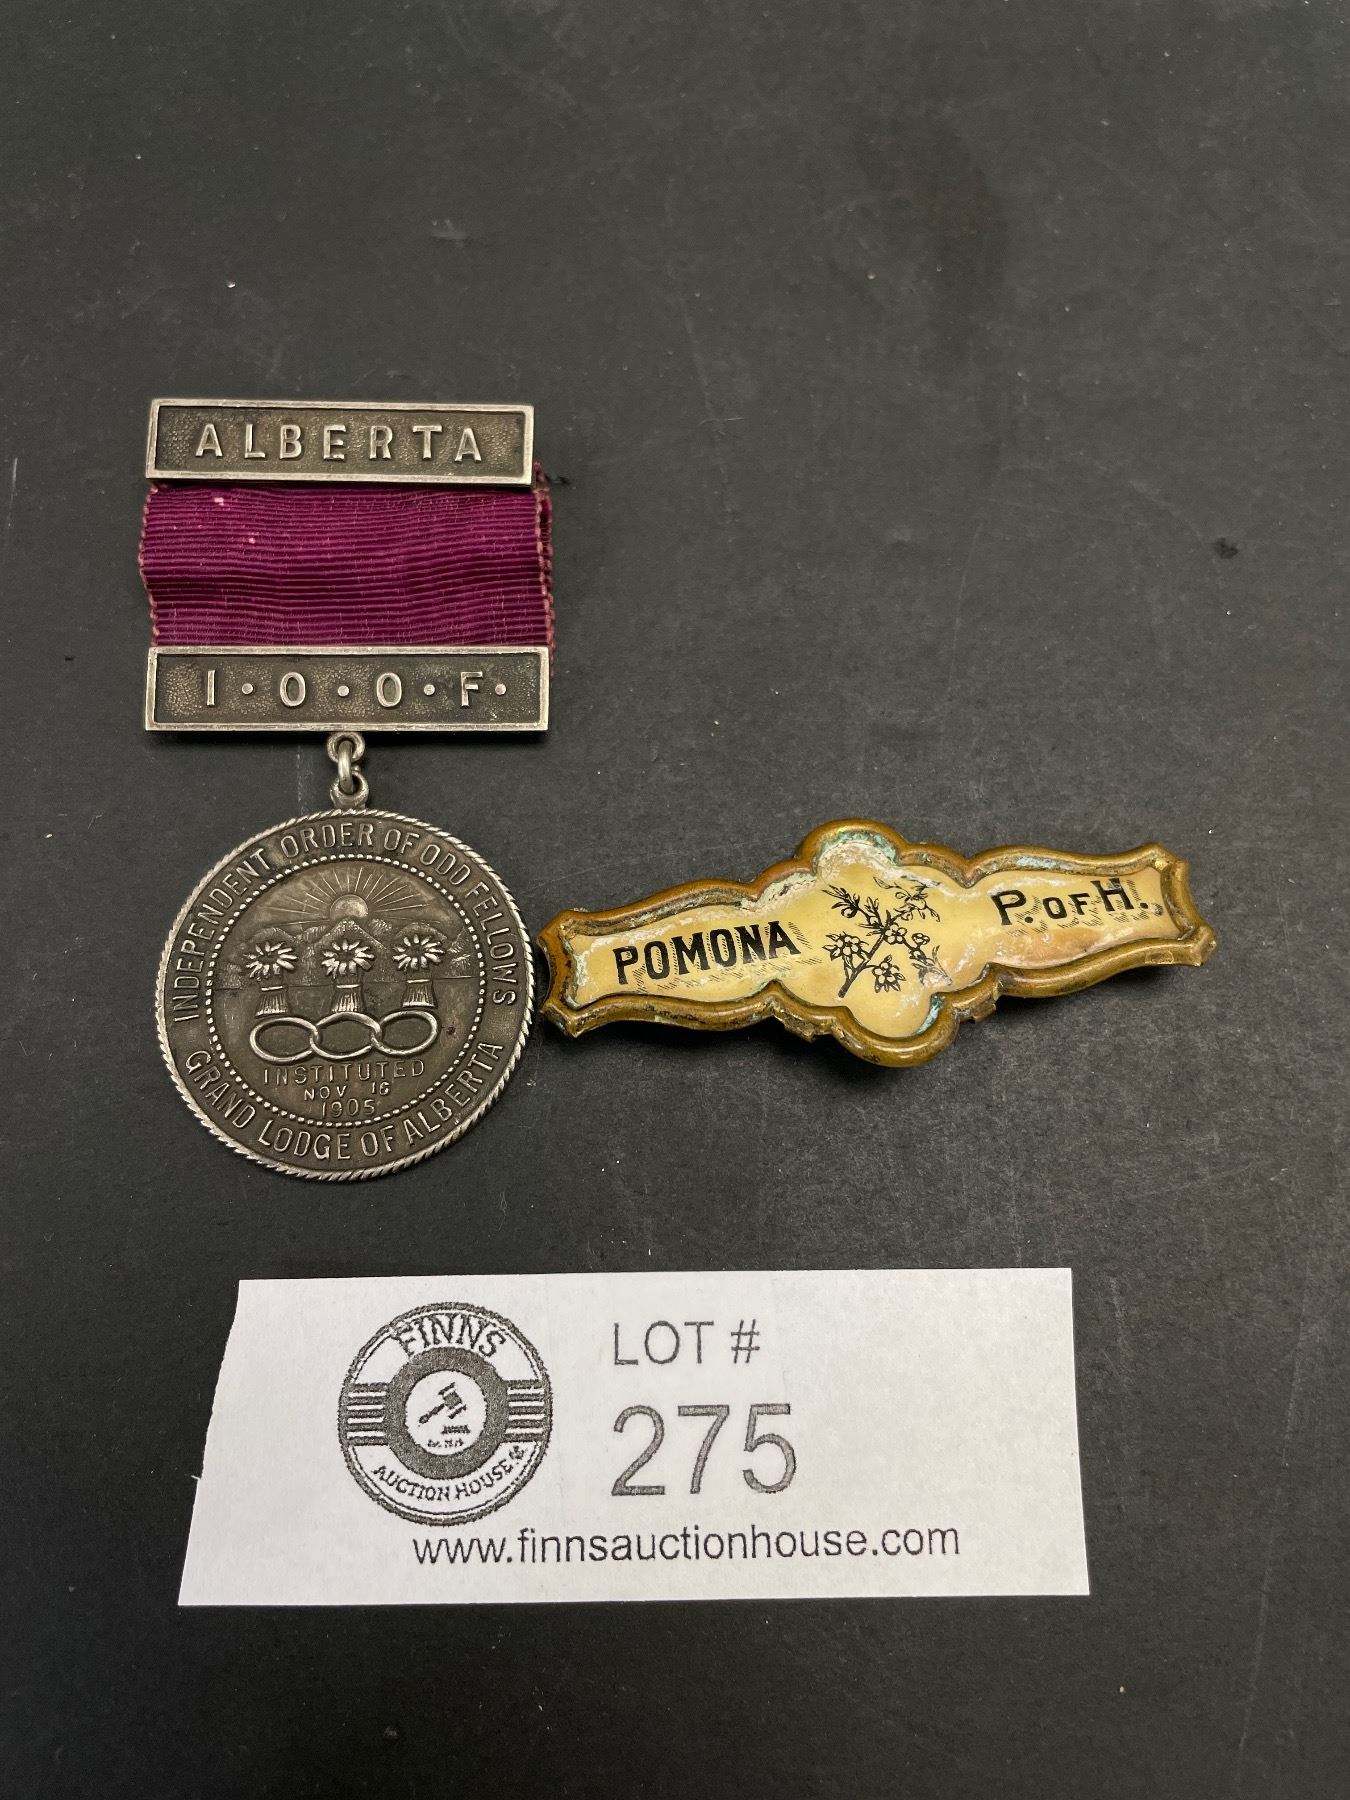 ALBERTA
I·O·O·F·
INDEPENDENT ORDER OF ODD FELLOWS
INSTITUTED
NOV 16
1905
GRAND LODGE OF ALBERTA
POMONA P. OF H.
FINNS
AUCTION HOUSE
LOT #
275
www.finnsauctionhouse.com